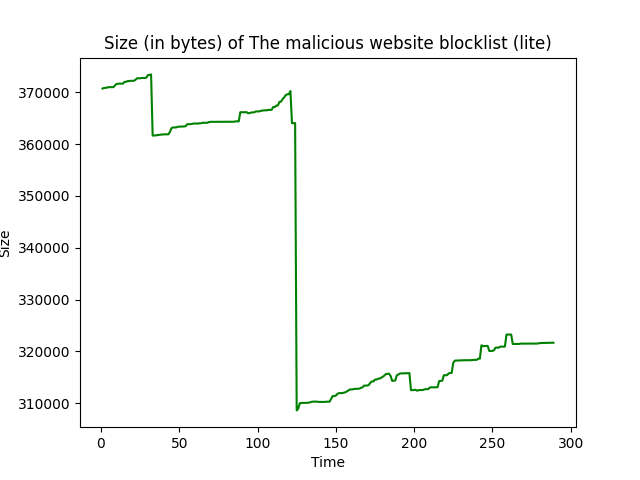 Size (in bytes) of The malicious website blocklist (lite)
370000
360000
350000
340000
330000
320000
310000
Size
0 50 100 150 200 250 300
Time